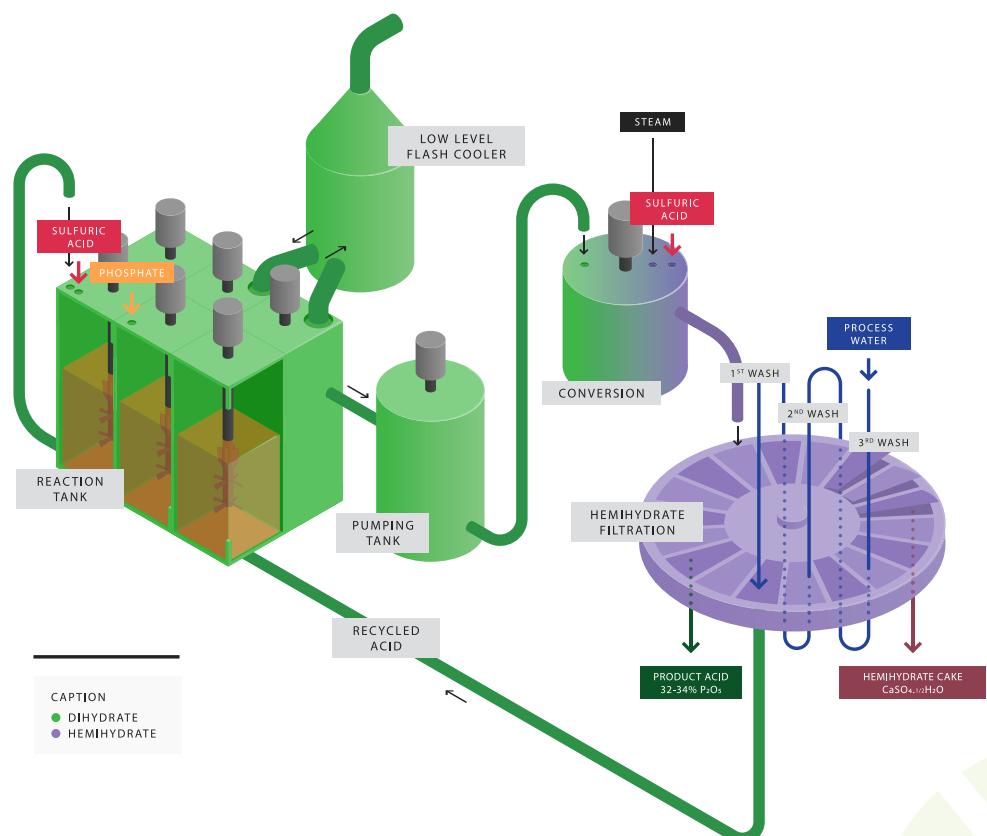 LOW LEVEL
FLASH COOLER
STEAM
SULFURIC
ACID
SULFURIC
ACID
PHOSPHATE
PROCESS
WATER
1ST WASH
CONVERSION
2ND WASH
3RD WASH
REACTION
TANK
HEMIHYDRATE
FILTRATION
PUMPING
TANK
RECYCLED
ACID
PRODUCT ACID
32-34% P₂O₅
HEMIHYDRATE CAKE
CaSO₄.₁/₂H₂O
CAPTION
DIHYDRATE
HEMIHYDRATE